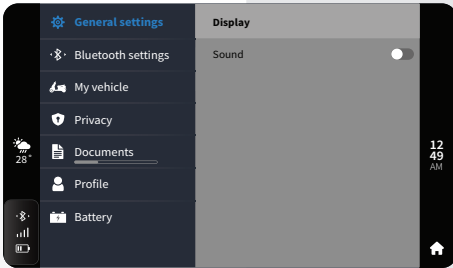 General settings
Bluetooth settings
My vehicle
Privacy
Documents
Profile
Battery
Display
Sound
28°
12
49
AM